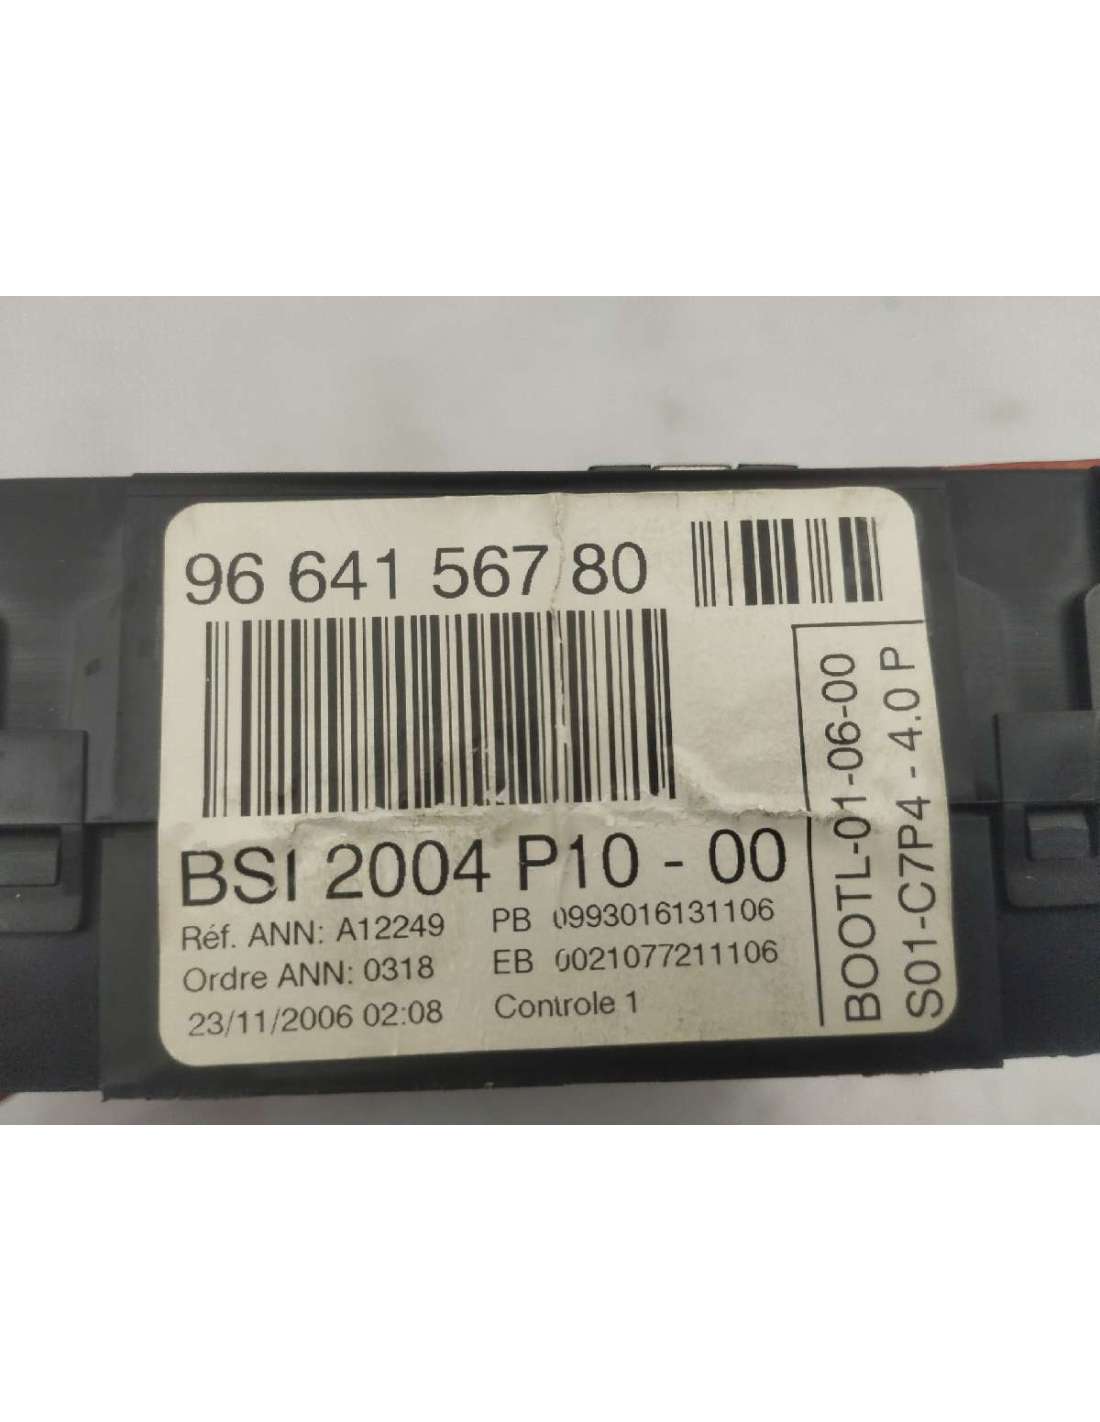 96 641 567 80
BSI 2004 P10 - 00
Réf. ANN: A12249
Ordre ANN: 0318
23/11/2006 02:08
PB 0993016131106
EB 0021077211106
Controle 1
BOOTL-01-06-00
S01-C7P4 - 4.0 P